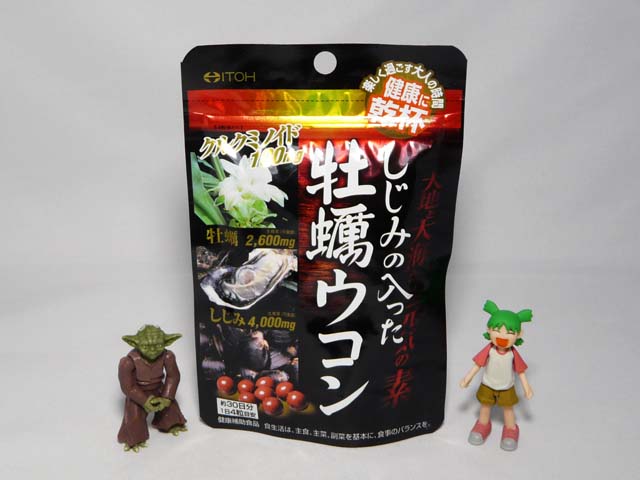 ITOH
楽しく過ごす大人の時間
健康に
乾杯
クルクミノイド
100mg
しじみの入った
牡蠣ウコン
牡蠣 2,600mg
しじみ 4,000mg
約30日分
1日4粒目安
健康補助食品
食生活は、主食、主菜、副菜を基本に、食事のバランスを。